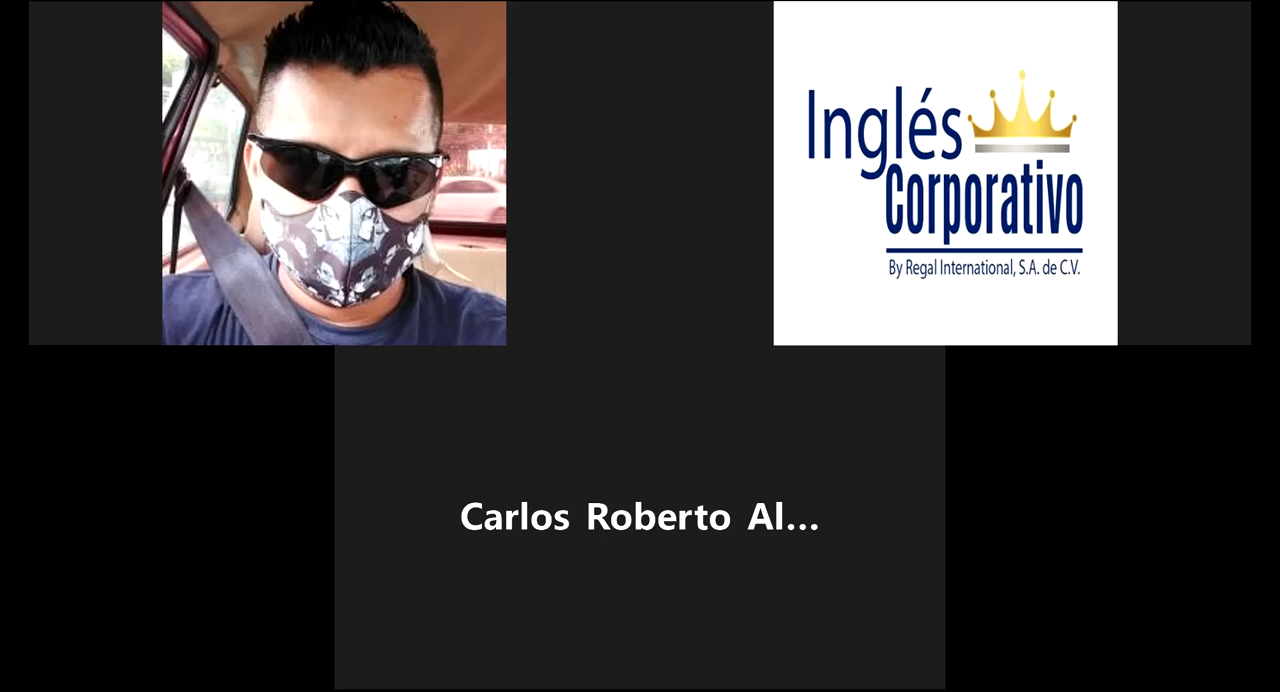 Inglés
Corporativo
By Regal International, S.A. de C.V.
Carlos Roberto Al...